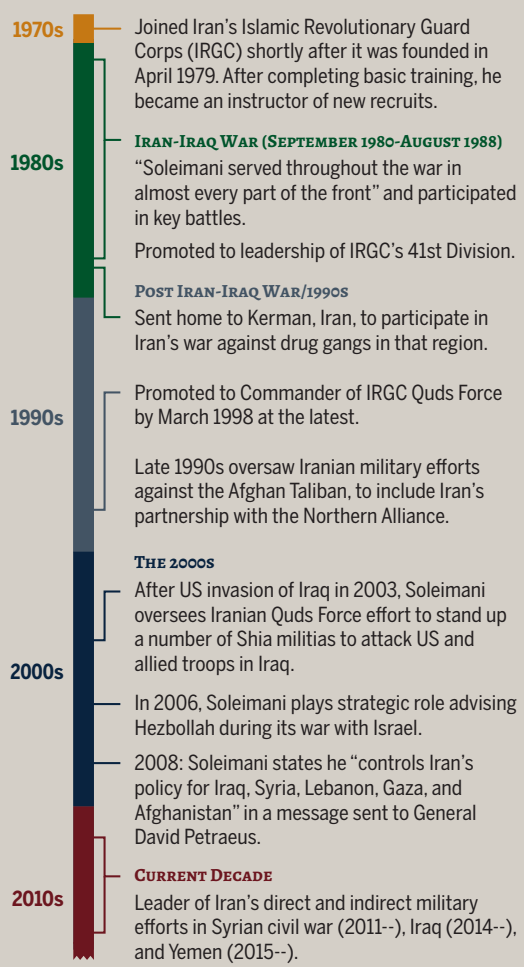 1970s
Joined Iran’s Islamic Revolutionary Guard
Corps (IRGC) shortly after it was founded in
April 1979. After completing basic training, he
became an instructor of new recruits.
1980s
Iran-Iraq War (September 1980-August 1988)
“Soleimani served throughout the war in
almost every part of the front” and participated
in key battles.
Promoted to leadership of IRGC’s 41st Division.
Post Iran-Iraq War/1990s
Sent home to Kerman, Iran, to participate in
Iran’s war against drug gangs in that region.
1990s
Promoted to Commander of IRGC Quds Force
by March 1998 at the latest.
Late 1990s oversaw Iranian military efforts
against the Afghan Taliban, to include Iran’s
partnership with the Northern Alliance.
The 2000s
After US invasion of Iraq in 2003, Soleimani
oversees Iranian Quds Force effort to stand up
a number of Shia militias to attack US and
allied troops in Iraq.
2000s
In 2006, Soleimani plays strategic role advising
Hezbollah during its war with Israel.
2008: Soleimani states he “controls Iran’s
policy for Iraq, Syria, Lebanon, Gaza, and
Afghanistan” in a message sent to General
David Petraeus.
Current Decade
2010s
Leader of Iran’s direct and indirect military
efforts in Syrian civil war (2011--), Iraq (2014--),
and Yemen (2015--).